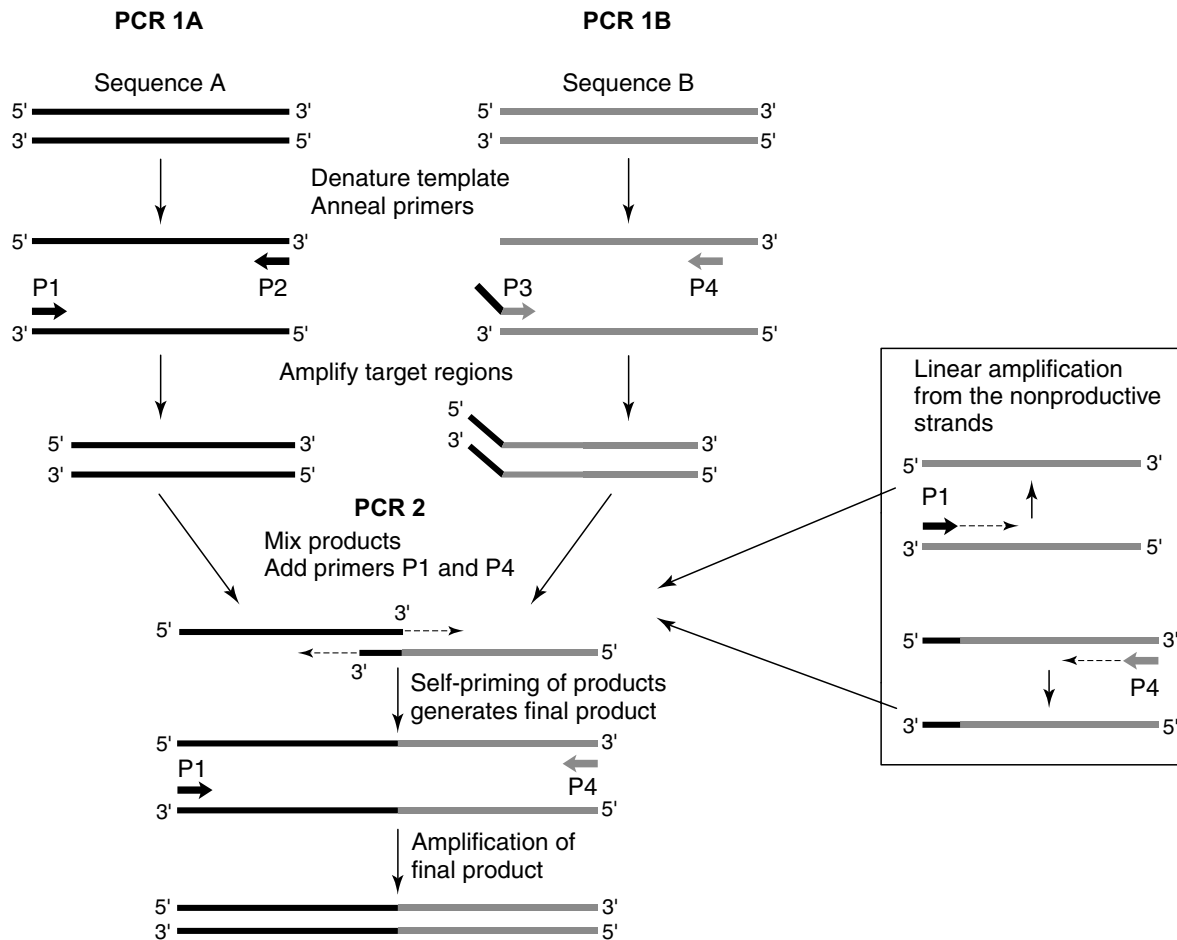 PCR 1A
PCR 1B
Sequence A
Sequence B
5' 3'
5'
3' 5'
3' 5'
Denature template
Anneal primers
5' 3'
3'
P2
P4
P1
P3
3' 5'
3' 5'
Amplify target regions
5'
3'
5' 3'
3'
3' 5'
5'
PCR 2
Mix products
Add primers P1 and P4
3'
5'
3'
5'
Self-priming of products
generates final product
5' 3'
P1
P4
3' 5'
Amplification of
final product
5' 3'
3' 5'
Linear amplification
from the nonproductive
strands
5' 3'
P1
3' 5'
5' 3'
P4
3' 5'